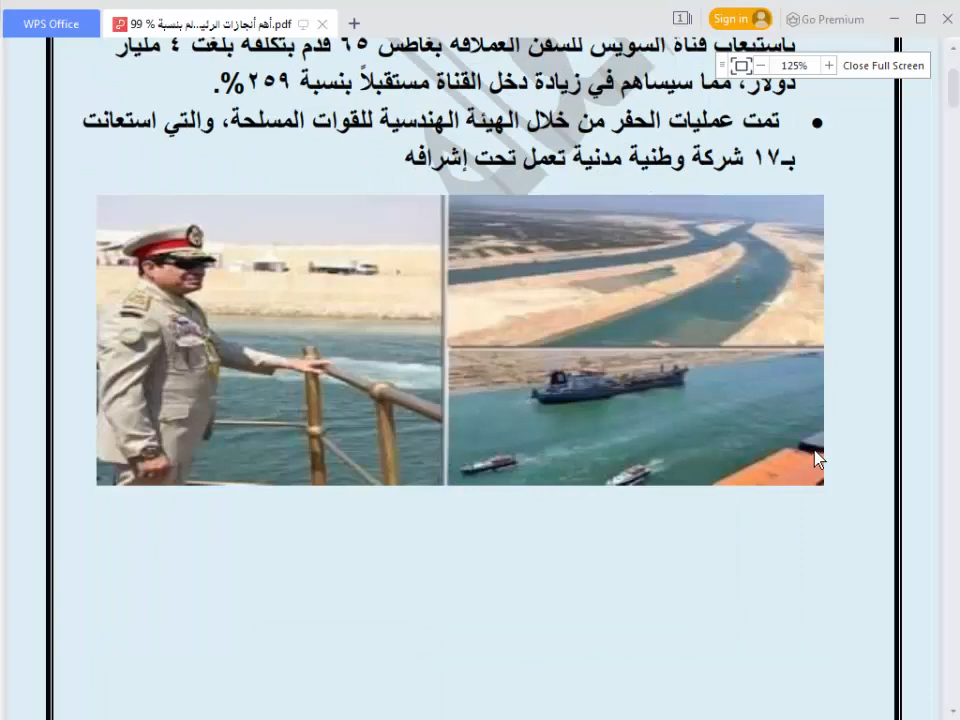 WPS Office
أهم أنجازات الرئيـ...لم بنسبة % 99.pdf
1
Sign in
Go Premium
125%
Close Full Screen
باستيعاب قناة السويس للسفن العملاقة بغاطس ٦٥ قدم بتكلفة بلغت ٤ مليار
دولار، مما سيساهم في زيادة دخل القناة مستقبلاً بنسبة ٢٥٩%.
• تمت عمليات الحفر من خلال الهيئة الهندسية للقوات المسلحة، والتي استعانت
بـ١٧ شركة وطنية مدنية تعمل تحت إشرافه